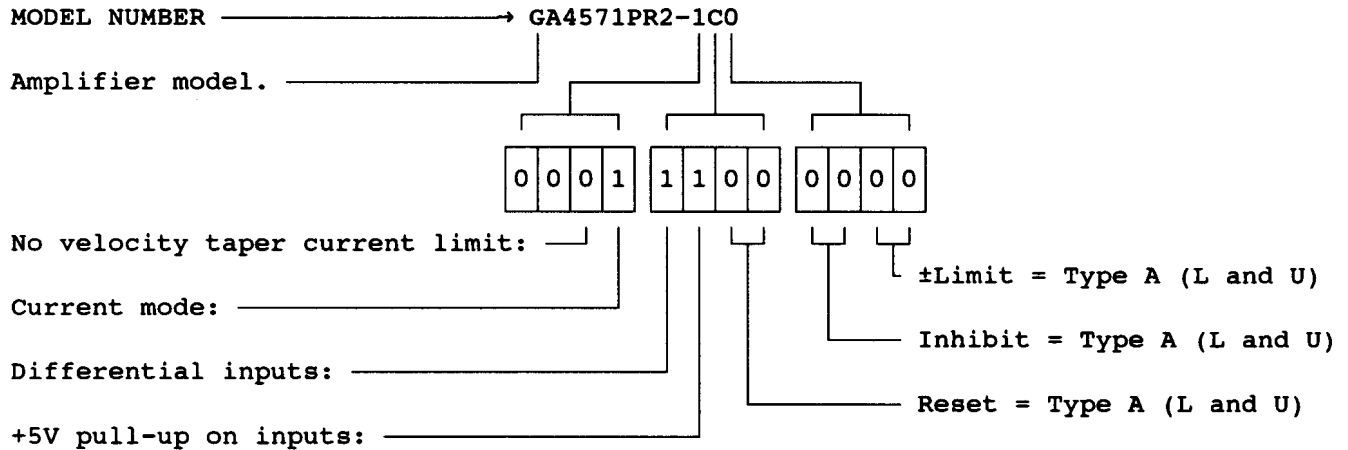 MODEL NUMBER → GA4571PR2-1C0
Amplifier model.
0 0 0 1 1 1 0 0 0 0 0 0
No velocity taper current limit:
±Limit = Type A (L and U)
Current mode:
Inhibit = Type A (L and U)
Differential inputs:
Reset = Type A (L and U)
+5V pull-up on inputs: